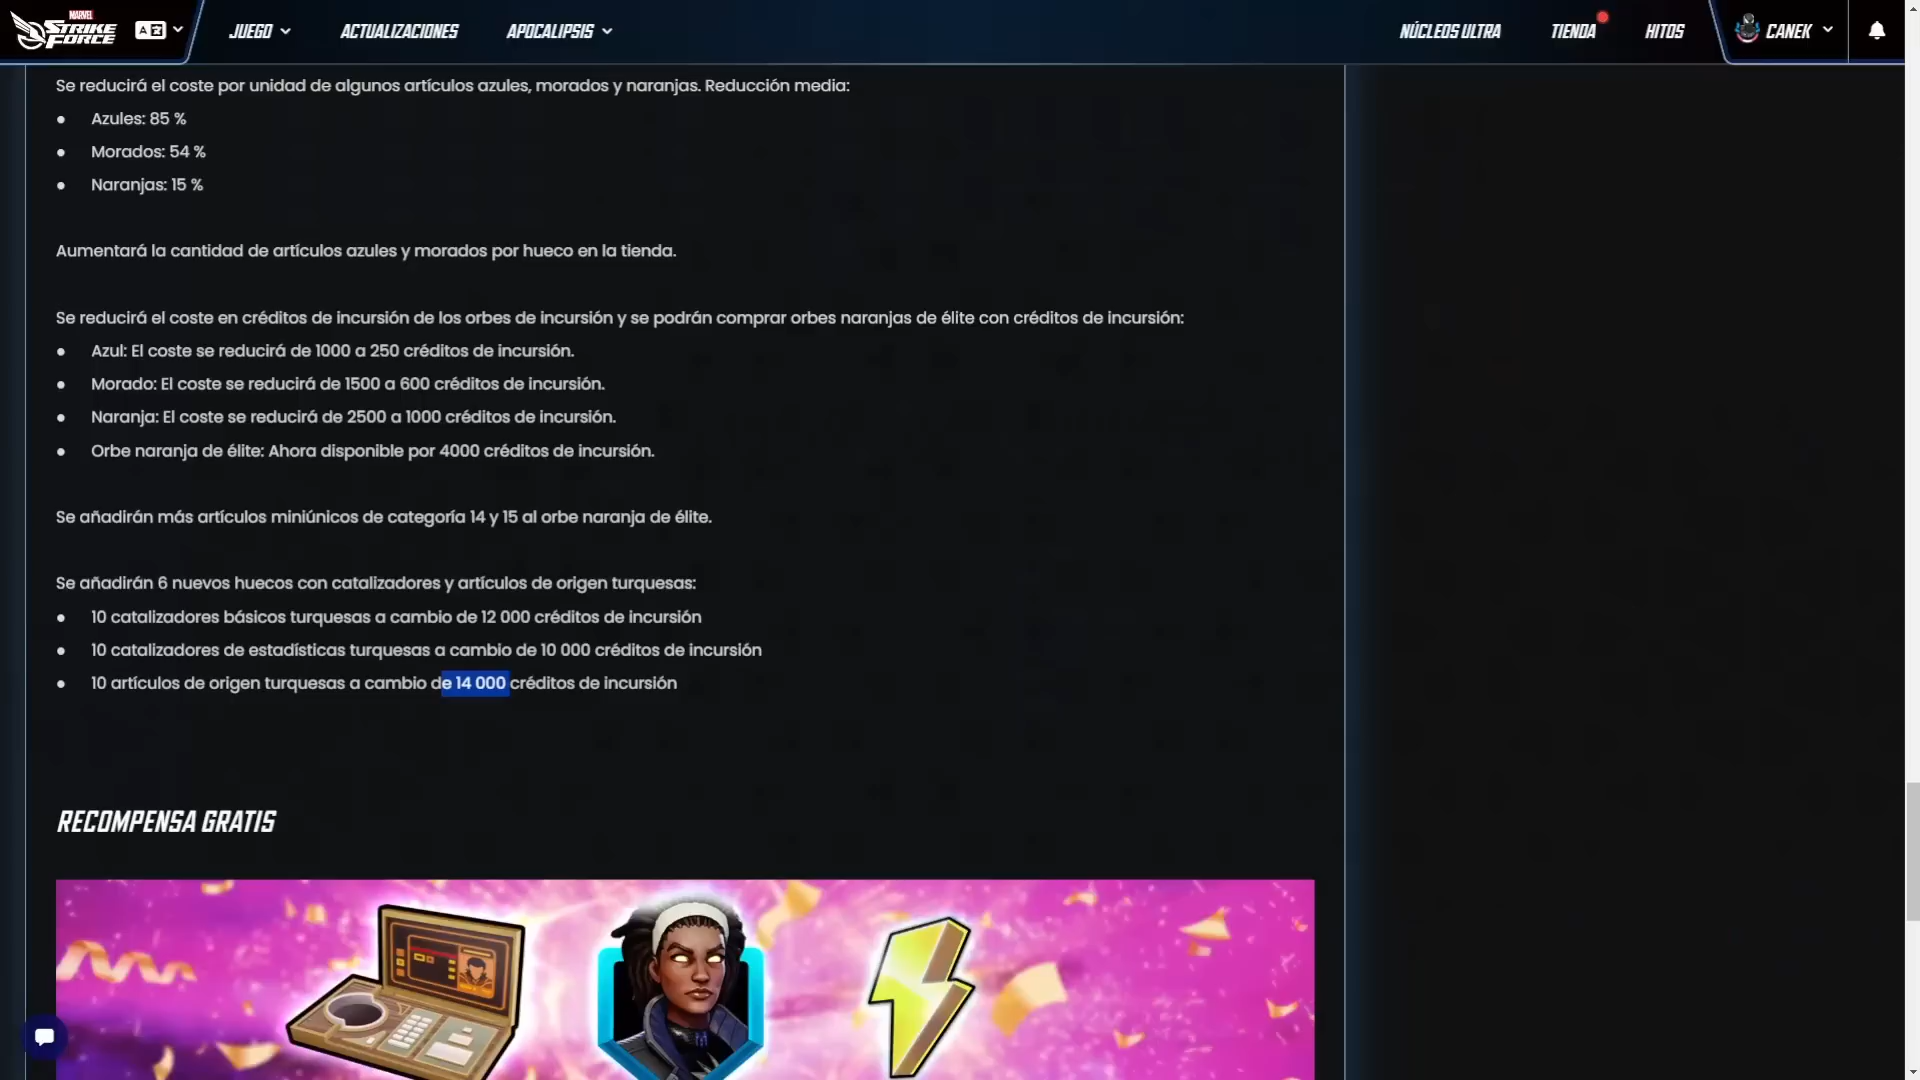 MARVEL
STRIKE
FORCE
JUEGO
ACTUALIZACIONES
APOCALIPSIS
NÚCLEOS ULTRA
TIENDA
HITOS
CANEK
Se reducirá el coste por unidad de algunos artículos azules, morados y naranjas. Reducción media:
● Azules: 85 %
● Morados: 54 %
● Naranjas: 15 %
Aumentará la cantidad de artículos azules y morados por hueco en la tienda.
Se reducirá el coste en créditos de incursión de los orbes de incursión y se podrán comprar orbes naranjas de élite con créditos de incursión:
● Azul: El coste se reducirá de 1000 a 250 créditos de incursión.
● Morado: El coste se reducirá de 1500 a 600 créditos de incursión.
● Naranja: El coste se reducirá de 2500 a 1000 créditos de incursión.
● Orbe naranja de élite: Ahora disponible por 4000 créditos de incursión.
Se añadirán más artículos miniúnicos de categoría 14 y 15 al orbe naranja de élite.
Se añadirán 6 nuevos huecos con catalizadores y artículos de origen turquesas:
● 10 catalizadores básicos turquesas a cambio de 12 000 créditos de incursión
● 10 catalizadores de estadísticas turquesas a cambio de 10 000 créditos de incursión
● 10 artículos de origen turquesas a cambio de 14 000 créditos de incursión
RECOMPENSA GRATIS